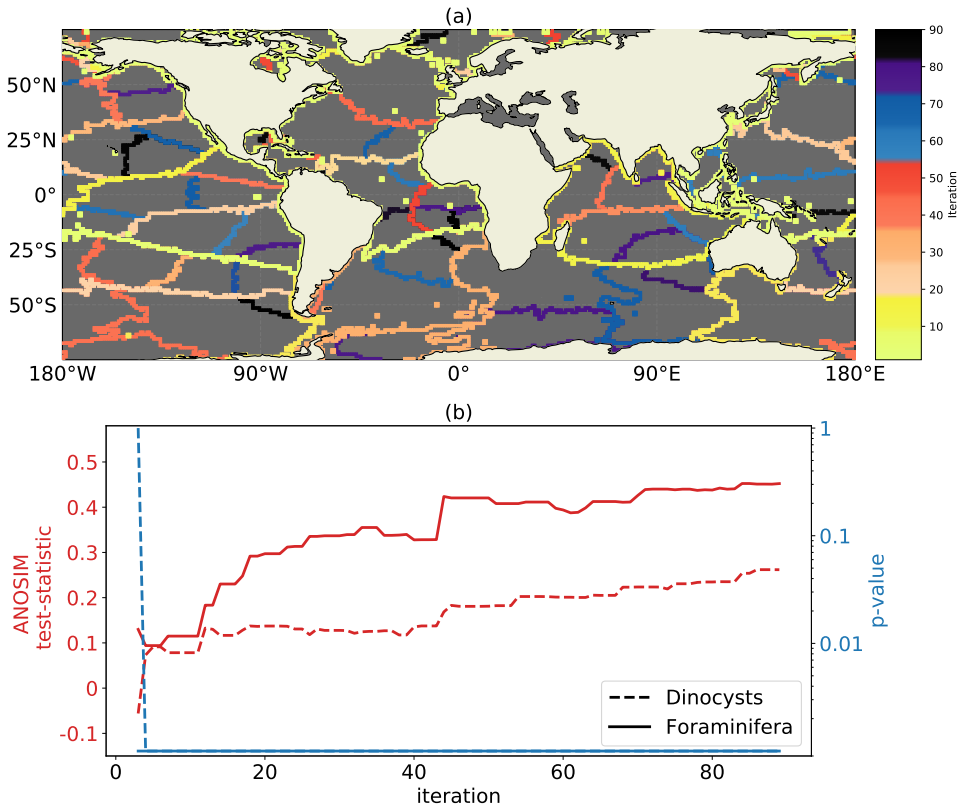 (a)
50°N
25°N
0°
25°S
50°S
180°W
90°W
0°
90°E
180°E
90
80
70
60
50
40
30
20
10
Iteration
(b)
0.5
0.4
0.3
0.2
0.1
0
-0.1
ANOSIM
test-statistic
1
0.1
0.01
p-value
Dinocysts
Foraminifera
0
20
40
60
80
iteration